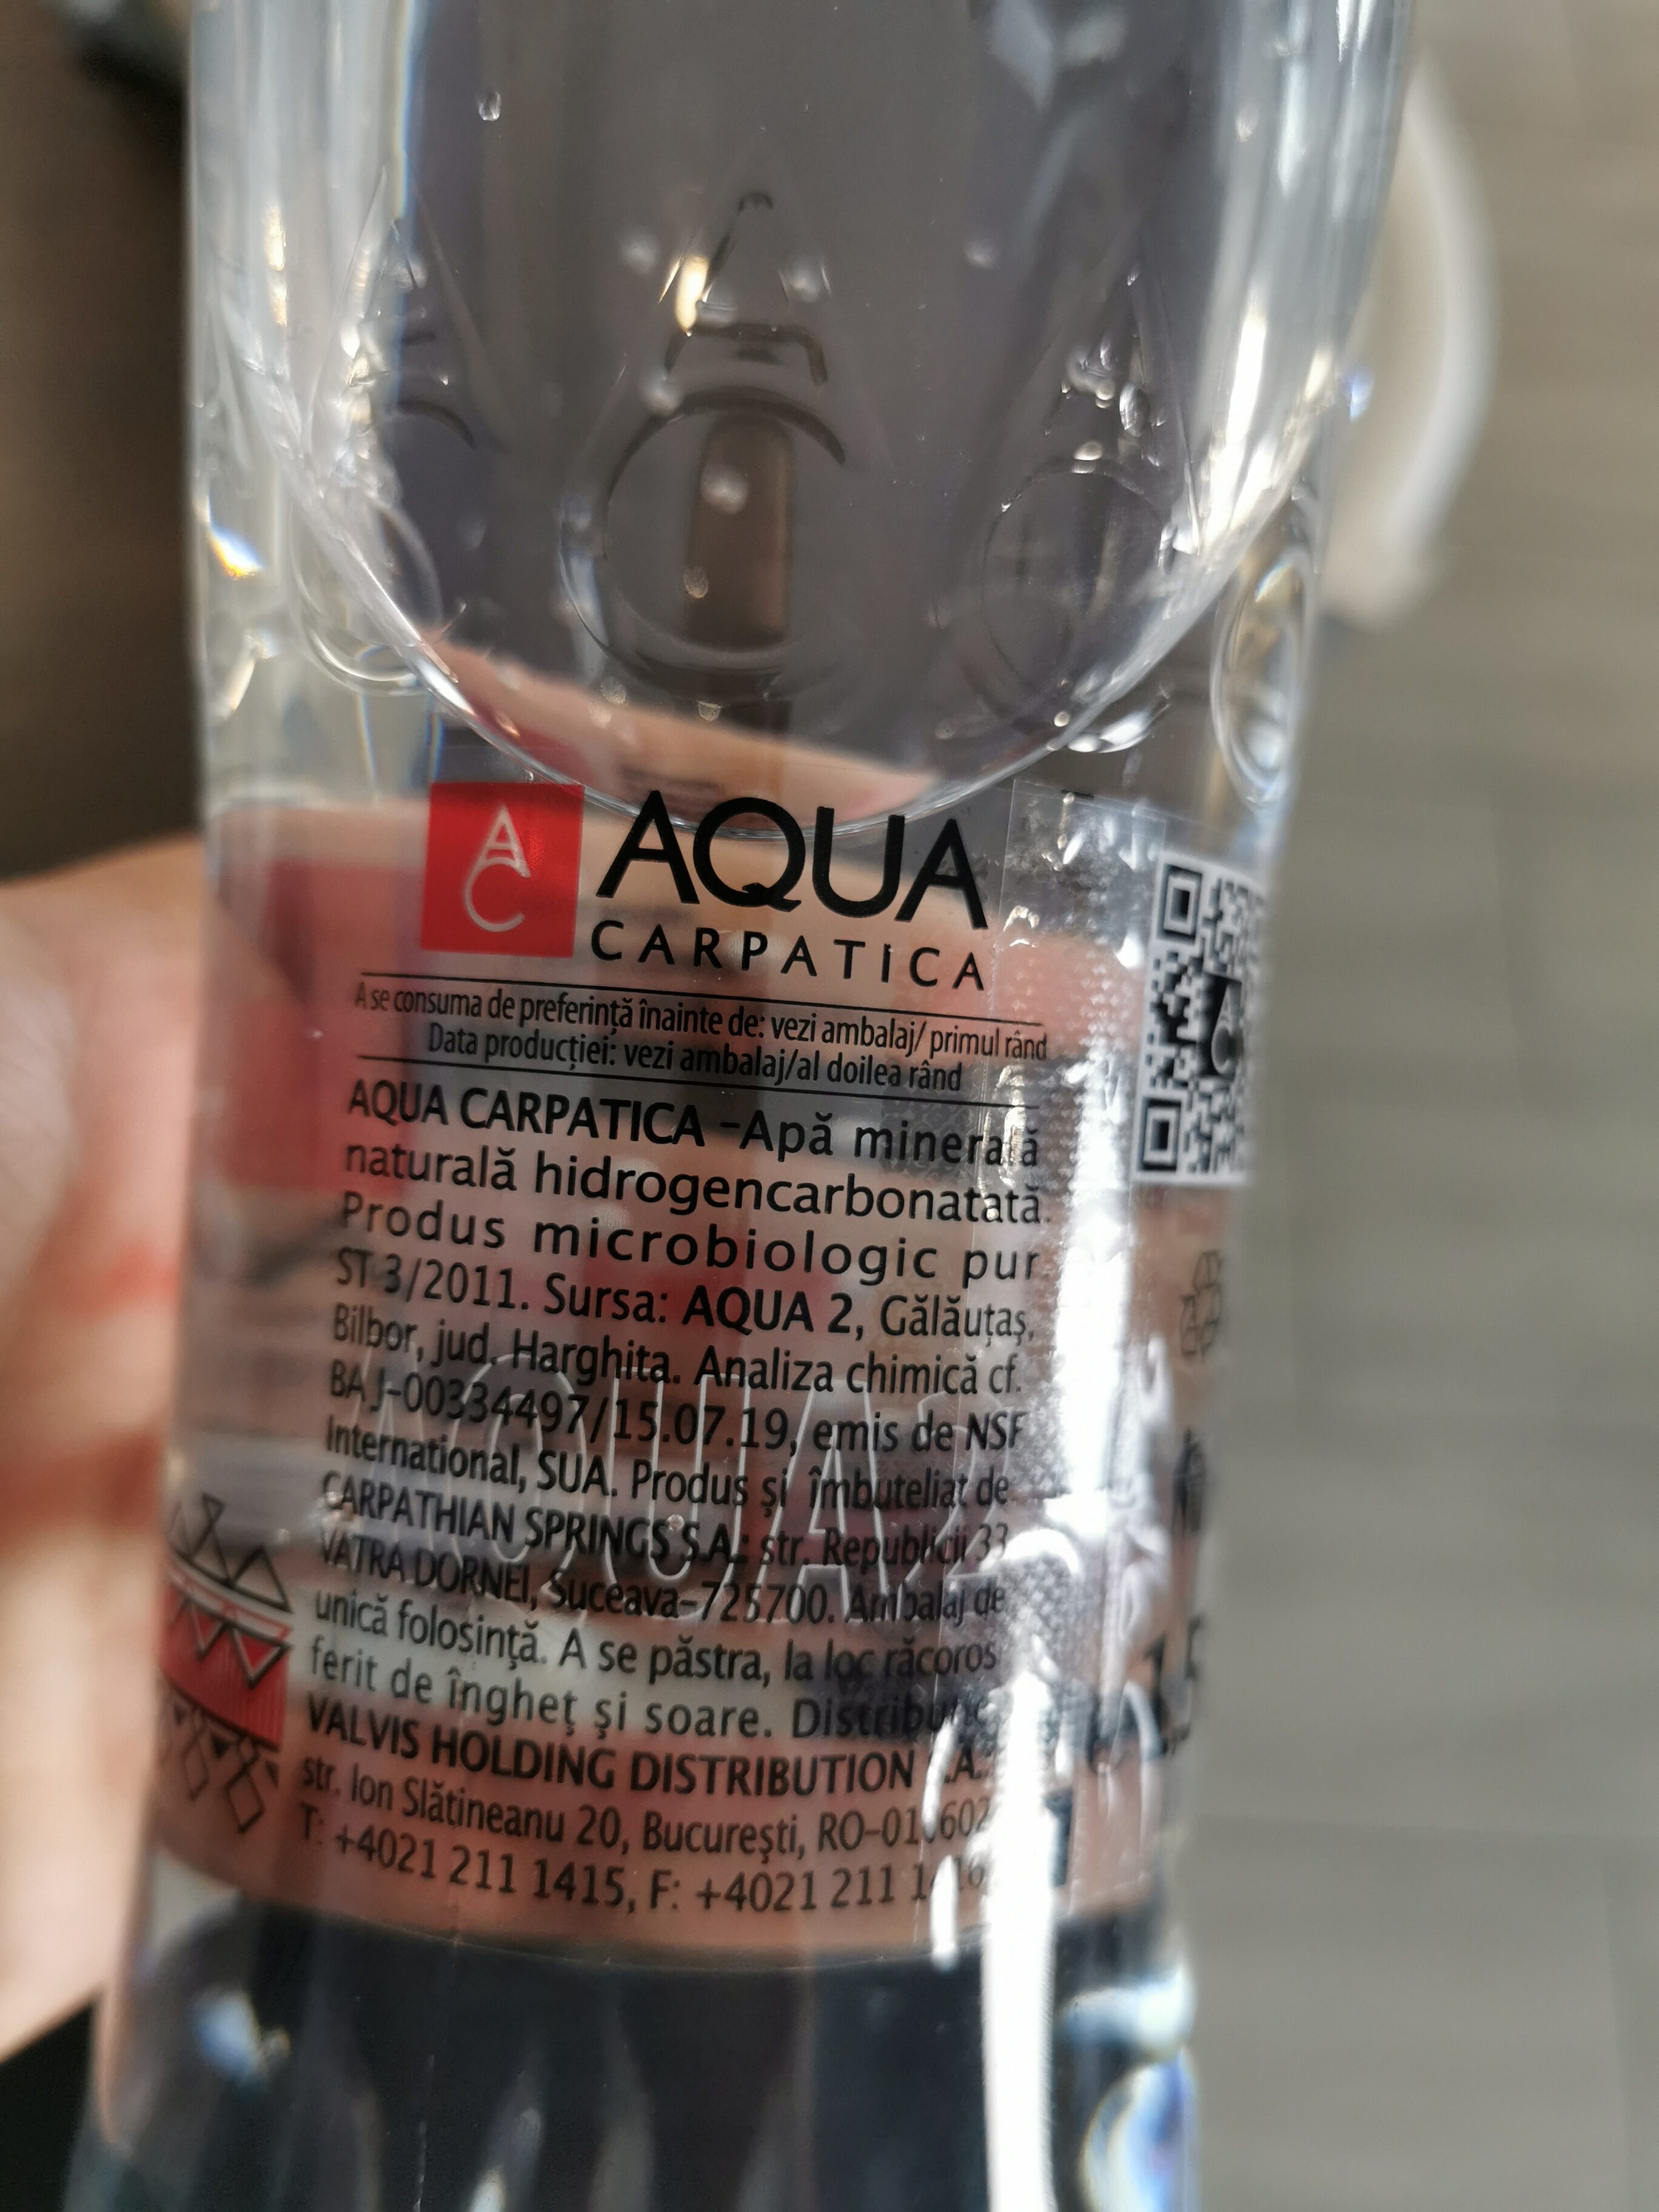 AC
AQUA
CARPATICA
A se consuma de preferință înainte de: vezi ambalaj/ primul rând
Data producției: vezi ambalaj/al doilea rând
AQUA CARPATICA -Apă minerală
naturală hidrogencarbonatată.
Produs microbiologic pur
ST 3/2011. Sursa: AQUA 2, Gălăuțaș,
Bilbor, jud. Harghita. Analiza chimică cf.
BA J-00334497/15.07.19, emis de NSF
International, SUA. Produs și îmbuteliat de
CARPATHIAN SPRINGS S.A.: str. Republicii 33
VATRA DORNEI, Suceava-725700. Ambalaj de
unică folosință. A se păstra, la loc răcoros
ferit de îngheț și soare.
VALVIS HOLDING DISTRIBUTION
str. Ion Slătineanu 20, București,
T: +4021 211 1415, F: +4021 211
AQUA2
1,5